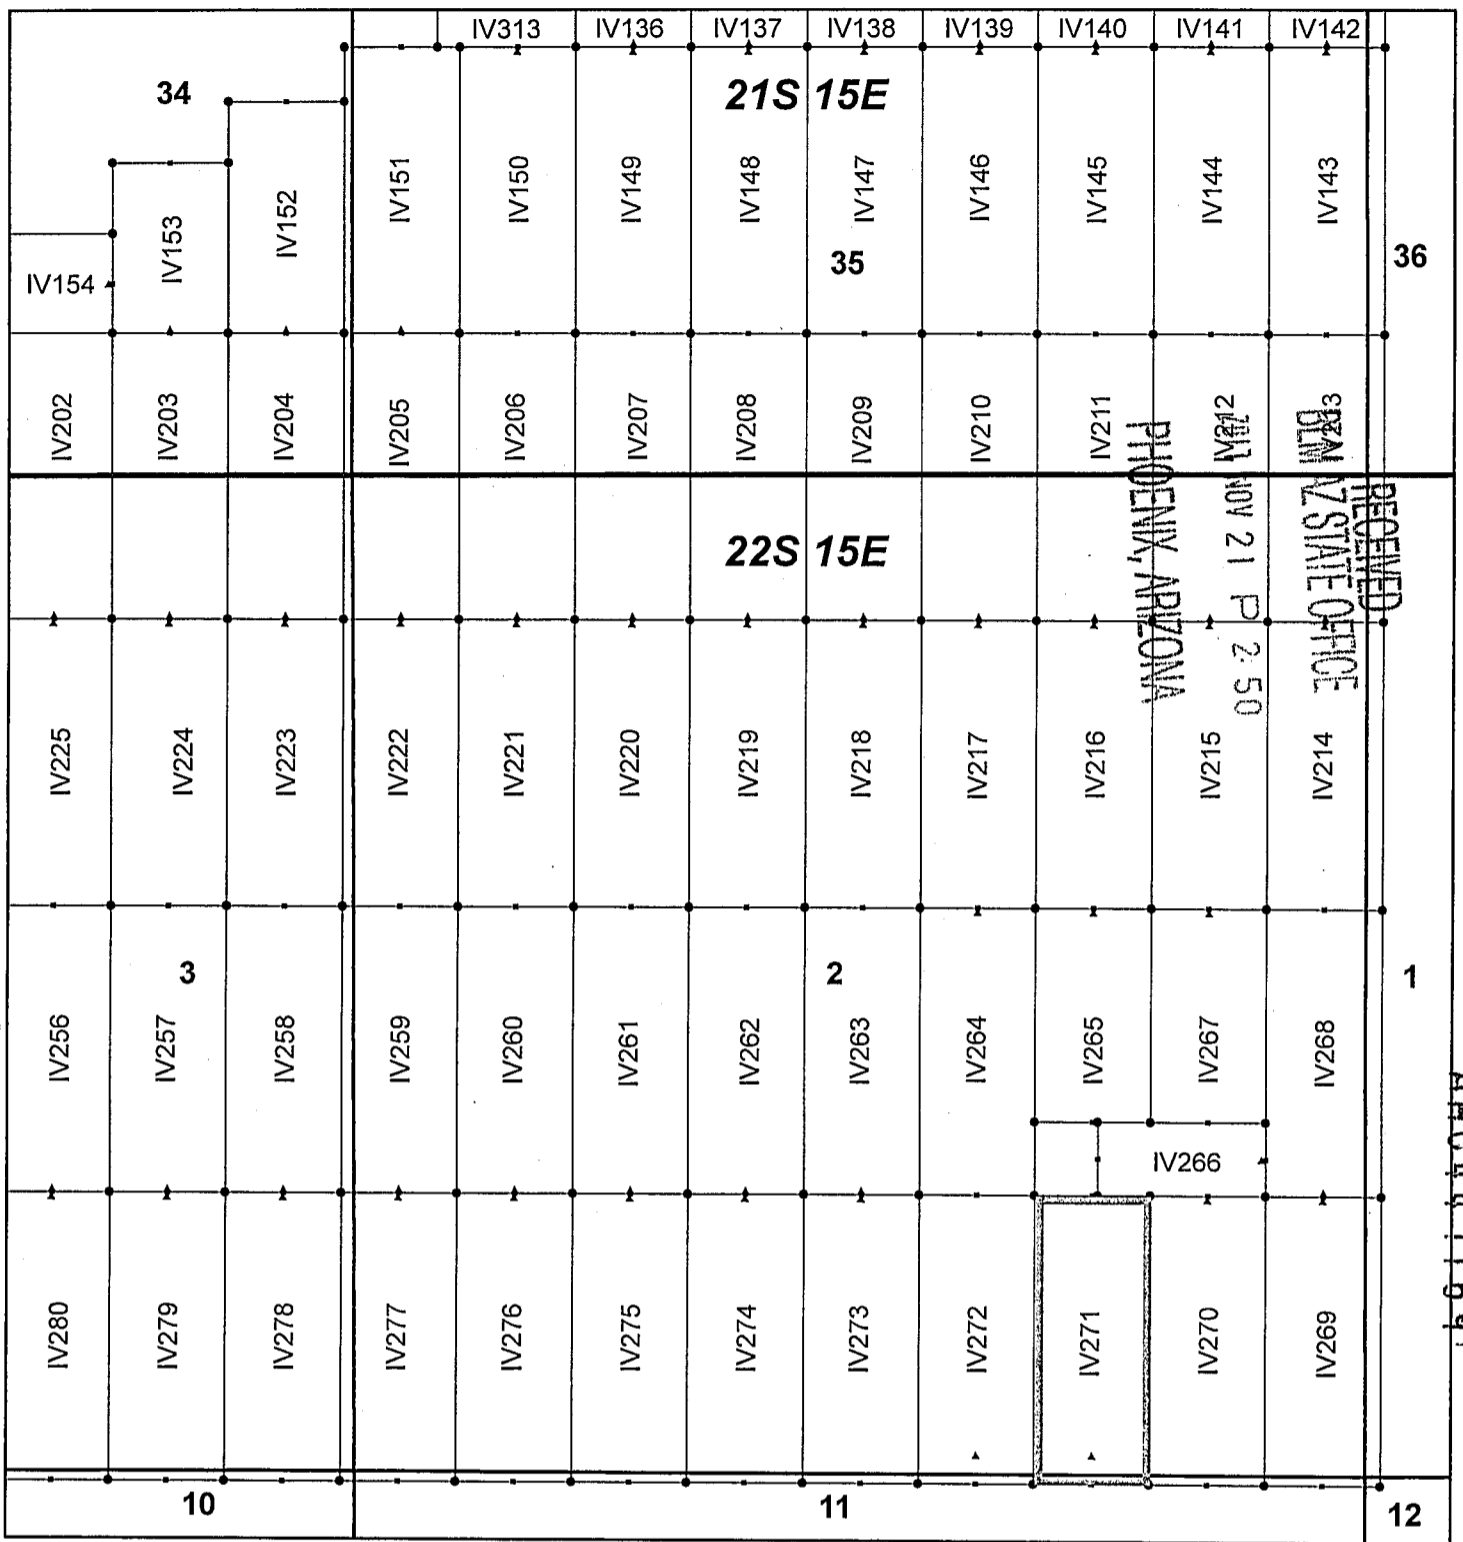 IV313 IV136 IV137 IV138 IV139 IV140 IV141 IV142
34
21S 15E
IV154 IV153 IV152 IV151 IV150 IV149 IV148 IV147 IV146 IV145 IV144 IV143
35
36
IV202 IV203 IV204 IV205 IV206 IV207 IV208 IV209 IV210 IV211 IV212 IV213
RECEIVED
BLM AZ STATE OFFICE
NOV 21 P 2:50
PHOENIX, ARIZONA
22S 15E
IV225 IV224 IV223 IV222 IV221 IV220 IV219 IV218 IV217 IV216 IV215 IV214
3
2
1
IV256 IV257 IV258 IV259 IV260 IV261 IV262 IV263 IV264 IV265 IV267 IV268
IV266
IV280 IV279 IV278 IV277 IV276 IV275 IV274 IV273 IV272 IV271 IV270 IV269
10
11
12